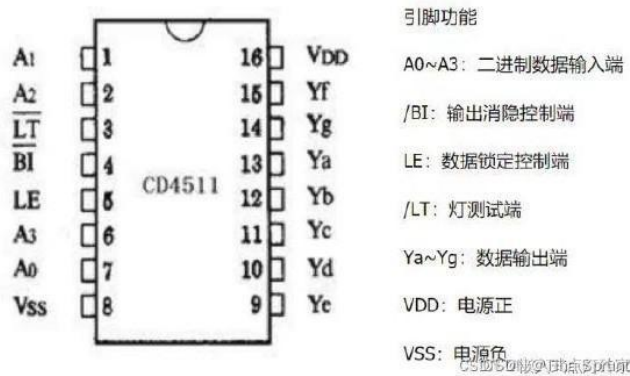 引脚功能
A1 1 16 VDD
A2 2 15 Yf
LT 3 14 Yg
BI 4 13 Ya
CD4511
LE 5 12 Yb
A3 6 11 Yc
A0 7 10 Yd
VSS 8 9 Ye
A0~A3：二进制数据输入端
/BI：输出消隐控制端
LE：数据锁定控制端
/LT：灯测试端
Ya~Yg：数据输出端
VDD：电源正
VSS：电源负